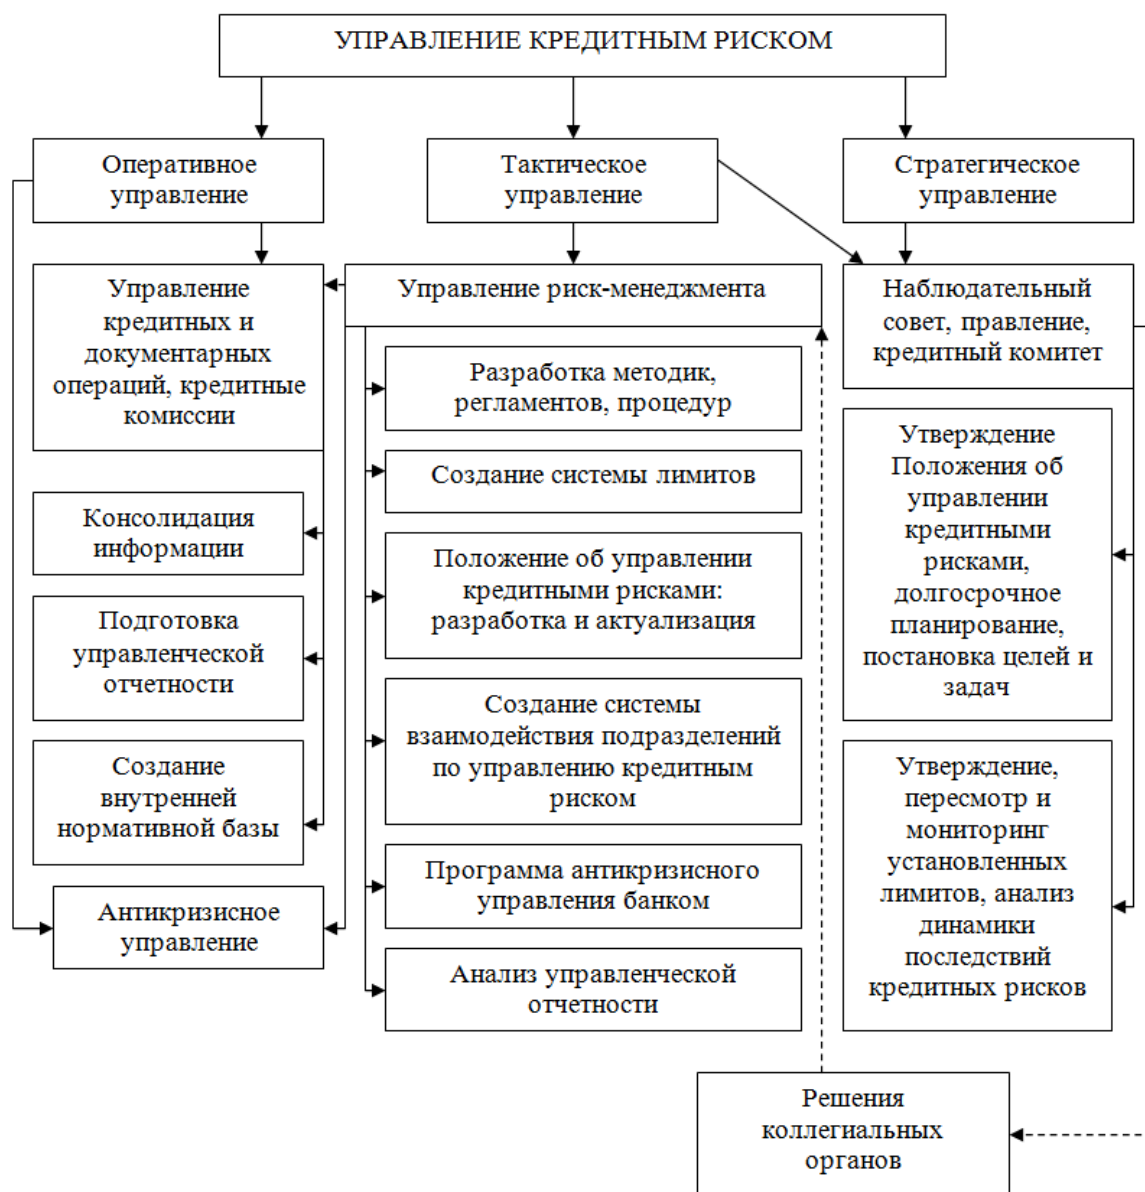 УПРАВЛЕНИЕ КРЕДИТНЫМ РИСКОМ
Оперативное
управление
Тактическое
управление
Стратегическое
управление
Управление
кредитных и
документарных
операций, кредитные
комиссии
Управление риск-менеджмента
Наблюдательный
совет, правление,
кредитный комитет
Консолидация
информации
Подготовка
управленческой
отчетности
Создание
внутренней
нормативной базы
Антикризисное
управление
Разработка методик,
регламентов, процедур
Создание системы лимитов
Положение об управлении
кредитными рисками:
разработка и актуализация
Создание системы
взаимодействия подразделений
по управлению кредитным
риском
Программа антикризисного
управления банком
Анализ управленческой
отчетности
Утверждение
Положения об
управлении
кредитными
рисками,
долгосрочное
планирование,
постановка целей и
задач
Утверждение,
пересмотр и
мониторинг
установленных
лимитов, анализ
динамики
последствий
кредитных рисков
Решения
коллегиальных
органов